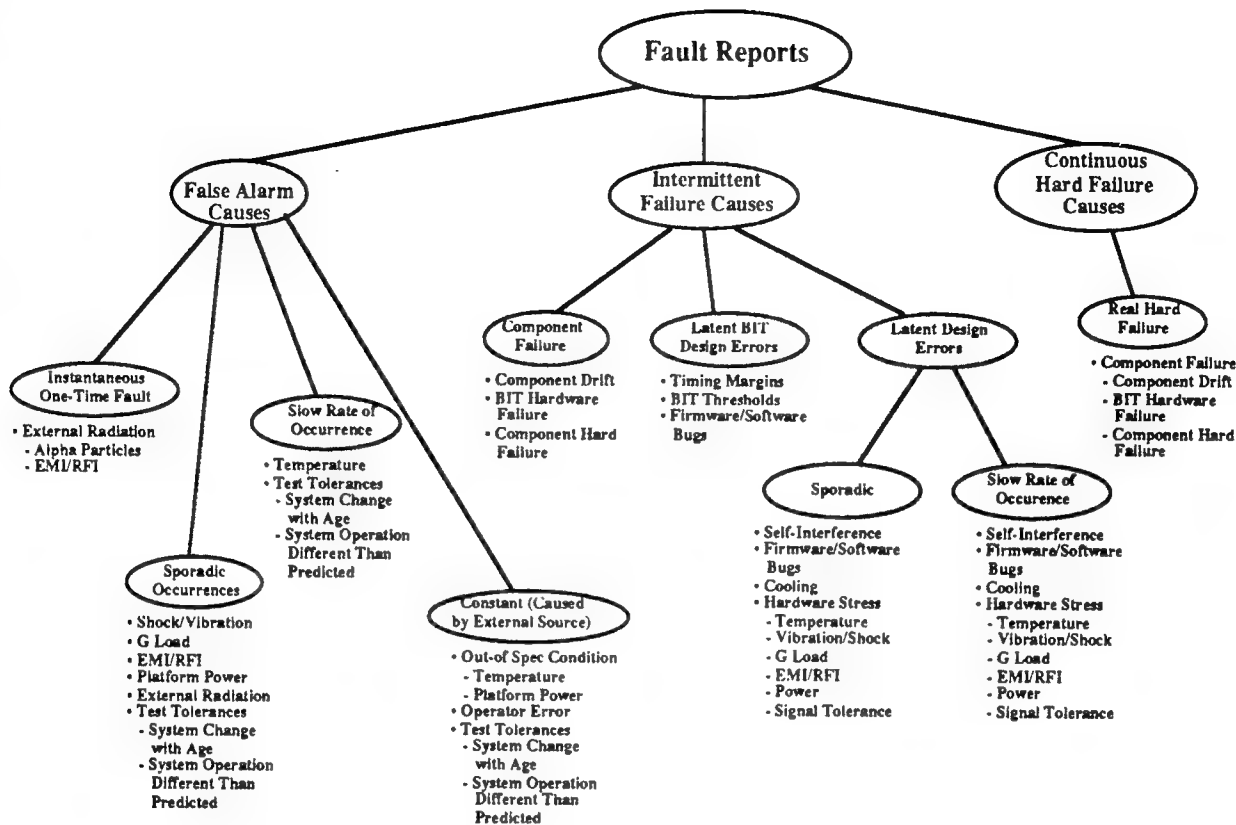 Fault Reports
False Alarm
Causes
Intermittent
Failure Causes
Continuous
Hard Failure
Causes
Instantaneous
One-Time Fault
• External Radiation
- Alpha Particles
- EMI/RFI
Sporadic
Occurrences
• Shock/Vibration
• G Load
• EMI/RFI
• Platform Power
• External Radiation
• Test Tolerances
- System Change
with Age
- System Operation
Different Than
Predicted
Slow Rate of
Occurrence
• Temperature
• Test Tolerances
- System Change
with Age
- System Operation
Different Than
Predicted
Constant (Caused
by External Source)
• Out-of Spec Condition
- Temperature
- Platform Power
• Operator Error
• Test Tolerances
- System Change
with Age
- System Operation
Different Than
Predicted
Component
Failure
• Component Drift
• BIT Hardware
Failure
• Component Hard
Failure
Latent BIT
Design Errors
• Timing Margins
• BIT Thresholds
• Firmware/Software
Bugs
Latent Design
Errors
Sporadic
• Self-Interference
• Firmware/Software
Bugs
• Cooling
• Hardware Stress
- Temperature
- Vibration/Shock
- G Load
- EMI/RFI
- Power
- Signal Tolerance
Slow Rate of
Occurence
• Self-Interference
• Firmware/Software
Bugs
• Cooling
• Hardware Stress
- Temperature
- Vibration/Shock
- G Load
- EMI/RFI
- Power
- Signal Tolerance
Real Hard
Failure
• Component Failure
- Component Drift
- BIT Hardware
Failure
- Component Hard
Failure